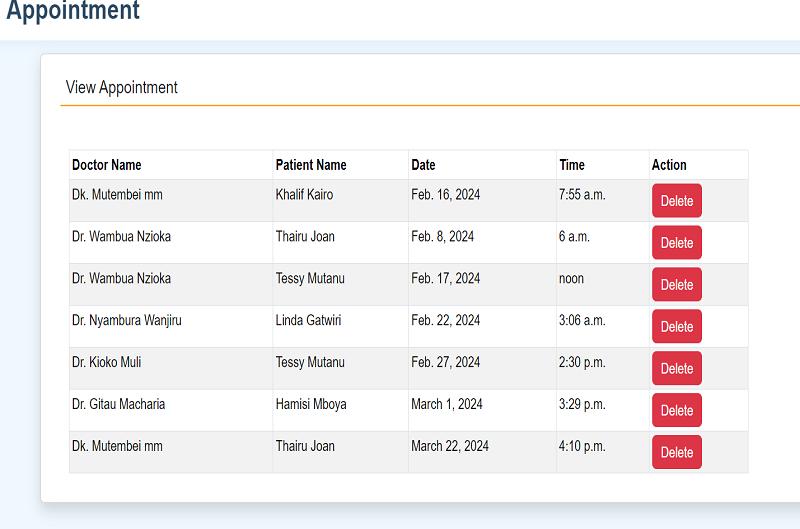 Appointment
View Appointment
Doctor Name Patient Name Date Time Action
Dk. Mutembei mm Khalif Kairo Feb. 16, 2024 7:55 a.m. Delete
Dr. Wambua Nzioka Thairu Joan Feb. 8, 2024 6 a.m. Delete
Dr. Wambua Nzioka Tessy Mutanu Feb. 17, 2024 noon Delete
Dr. Nyambura Wanjiru Linda Gatwiri Feb. 22, 2024 3:06 a.m. Delete
Dr. Kioko Muli Tessy Mutanu Feb. 27, 2024 2:30 p.m. Delete
Dr. Gitau Macharia Hamisi Mboya March 1, 2024 3:29 p.m. Delete
Dk. Mutembei mm Thairu Joan March 22, 2024 4:10 p.m. Delete